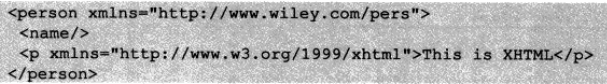 <person xmlns="http://www.wiley.com/pers">
<name/>
<p xmlns="http://www.w3.org/1999/xhtml">This is XHTML</p>
</person>